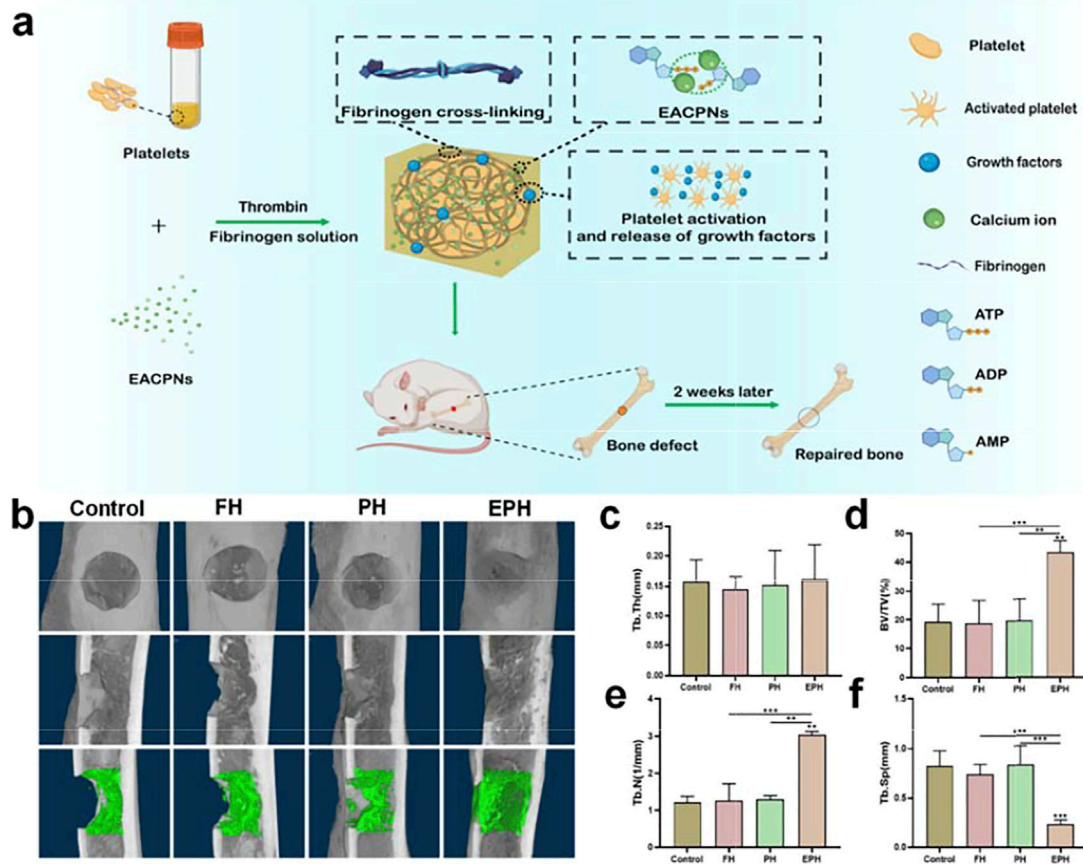 a
Platelets
+
EACPNs
Thrombin
Fibrinogen solution
Fibrinogen cross-linking
EACPNs
Platelet activation
and release of growth factors
Bone defect
2 weeks later
Repaired bone
Platelet
Activated platelet
Growth factors
Calcium ion
Fibrinogen
ATP
ADP
AMP
b
Control FH PH EPH
c
Tb.Th(mm)
0.25
0.20
0.15
0.10
0.05
0.00
Control FH PH EPH
d
BV/TV(%)
50
40
30
20
10
0
***
**
**
Control FH PH EPH
e
Tb.N(1/mm)
4
3
2
1
0
***
**
**
Control FH PH EPH
f
Tb.Sp(mm)
1.5
1.0
0.5
0.0
***
***
***
Control FH PH EPH